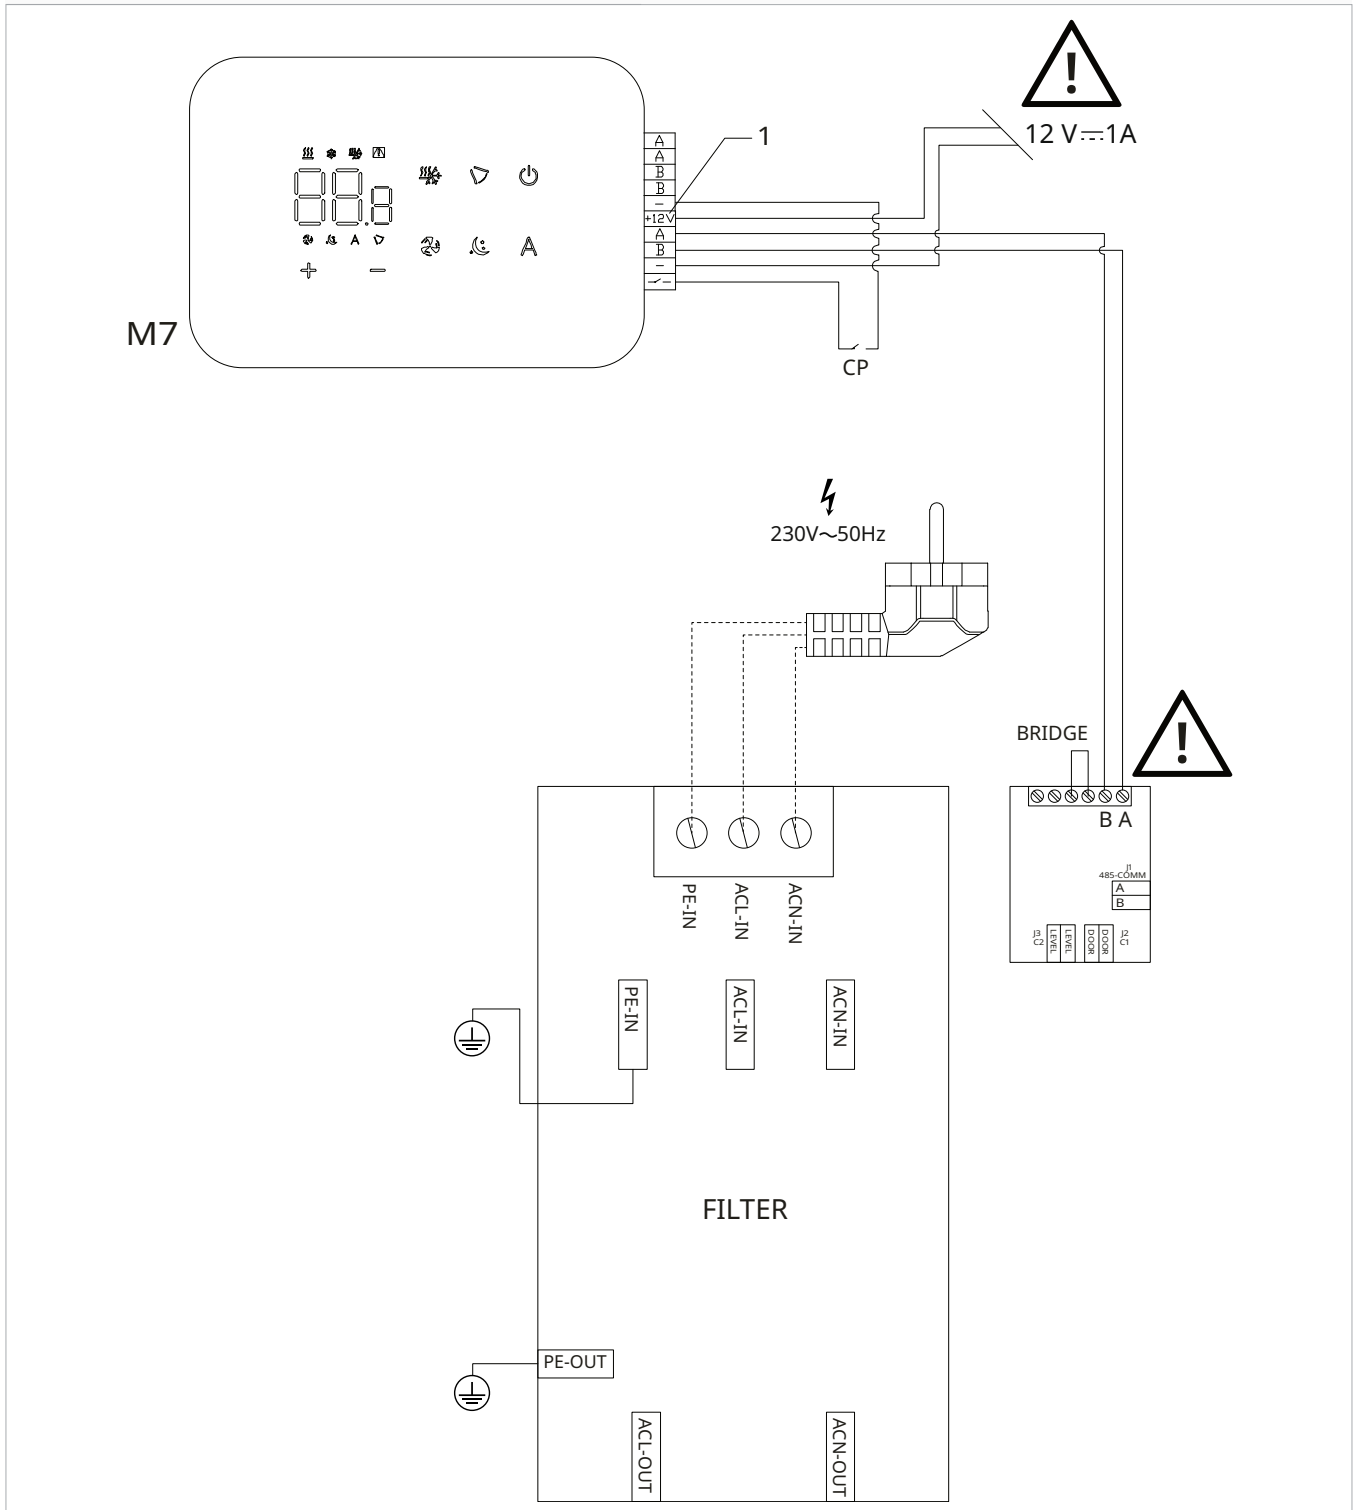 12 V⎓1A
1
A
A
B
B
−
+12V
A
B
−
A
A
M7
CP
230V~50Hz
BRIDGE
B A
J1
485-COMM
A
B
J3
C2
LEVEL
LEVEL
DOOR
DOOR
J2
C1
PE-IN
ACL-IN
ACN-IN
PE-IN
ACL-IN
ACN-IN
FILTER
PE-OUT
ACL-OUT
ACN-OUT